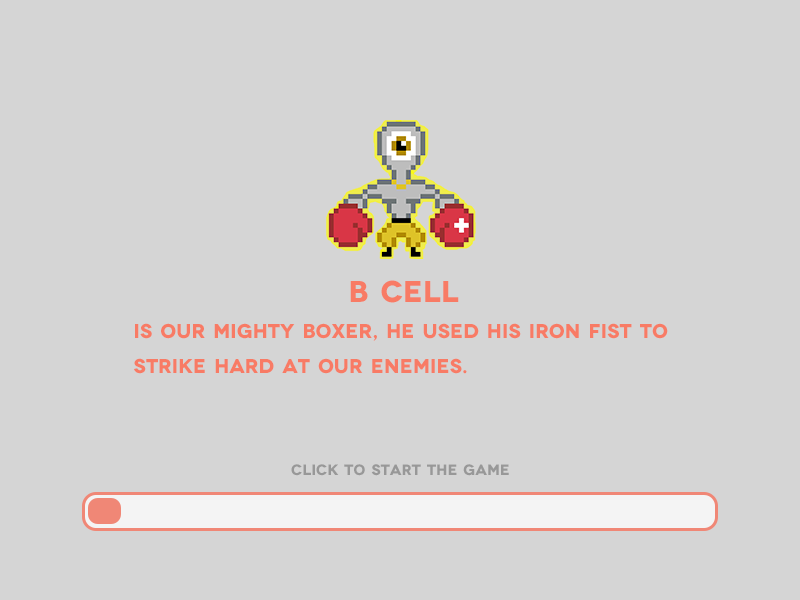 B CELL
IS OUR MIGHTY BOXER, HE USED HIS IRON FIST TO
STRIKE HARD AT OUR ENEMIES.
CLICK TO START THE GAME